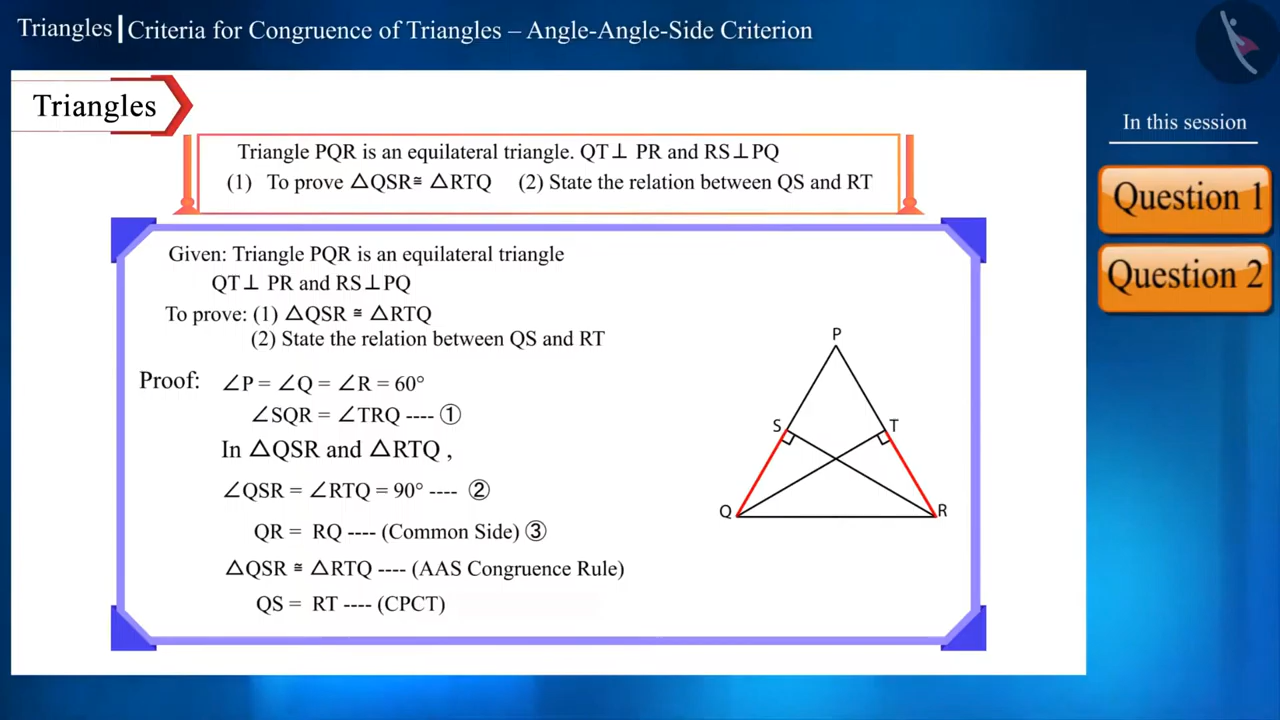 Triangles | Criteria for Congruence of Triangles – Angle-Angle-Side Criterion
Triangles
In this session
Question 1
Question 2
Triangle PQR is an equilateral triangle. QT⊥ PR and RS⊥PQ
(1) To prove △QSR≅ △RTQ (2) State the relation between QS and RT
Given: Triangle PQR is an equilateral triangle
QT⊥ PR and RS⊥PQ
To prove: (1) △QSR ≅ △RTQ
(2) State the relation between QS and RT
Proof: ∠P = ∠Q = ∠R = 60°
∠SQR = ∠TRQ ---- ①
In △QSR and △RTQ ,
∠QSR = ∠RTQ = 90° ---- ②
QR = RQ ---- (Common Side) ③
△QSR ≅ △RTQ ---- (AAS Congruence Rule)
QS = RT ---- (CPCT)
P
S T
Q R